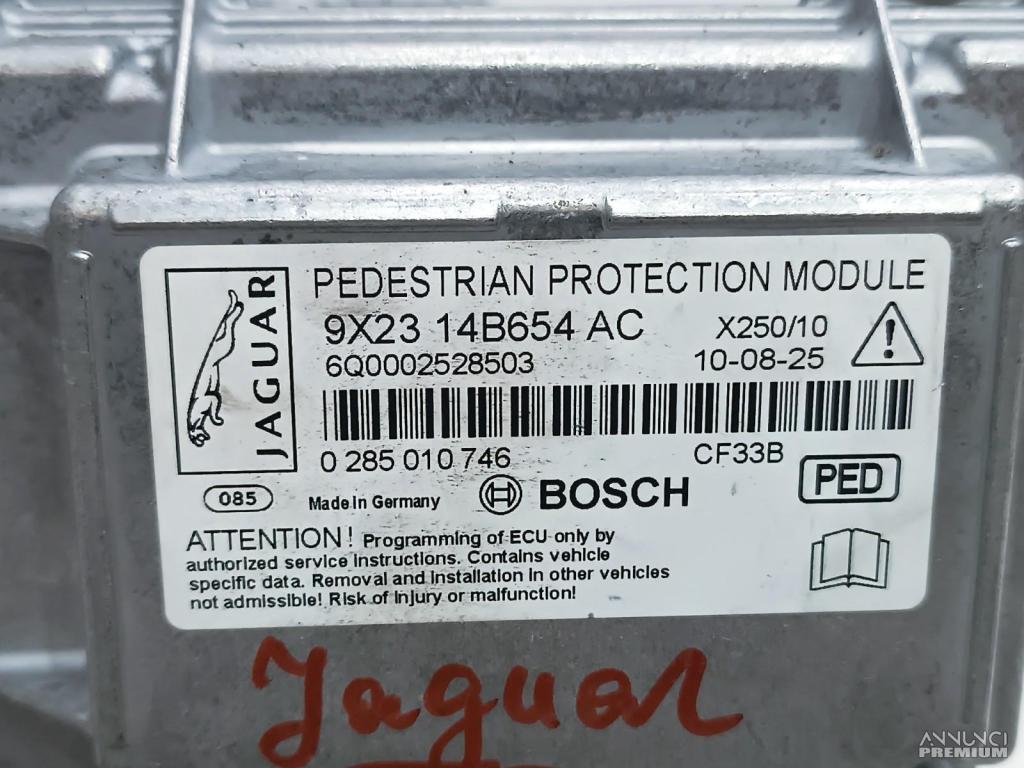 JAGUAR
PEDESTRIAN PROTECTION MODULE
9X23 14B654 AC
X250/10
6Q0002528503
10-08-25
0 285 010 746
CF33B
085
Made in Germany
BOSCH
PED
ATTENTION! Programming of ECU only by
authorized service instructions. Contains vehicle
specific data. Removal and installation in other vehicles
not admissible! Risk of injury or malfunction!
Jaguar
ANNUNCI
PREMIUM